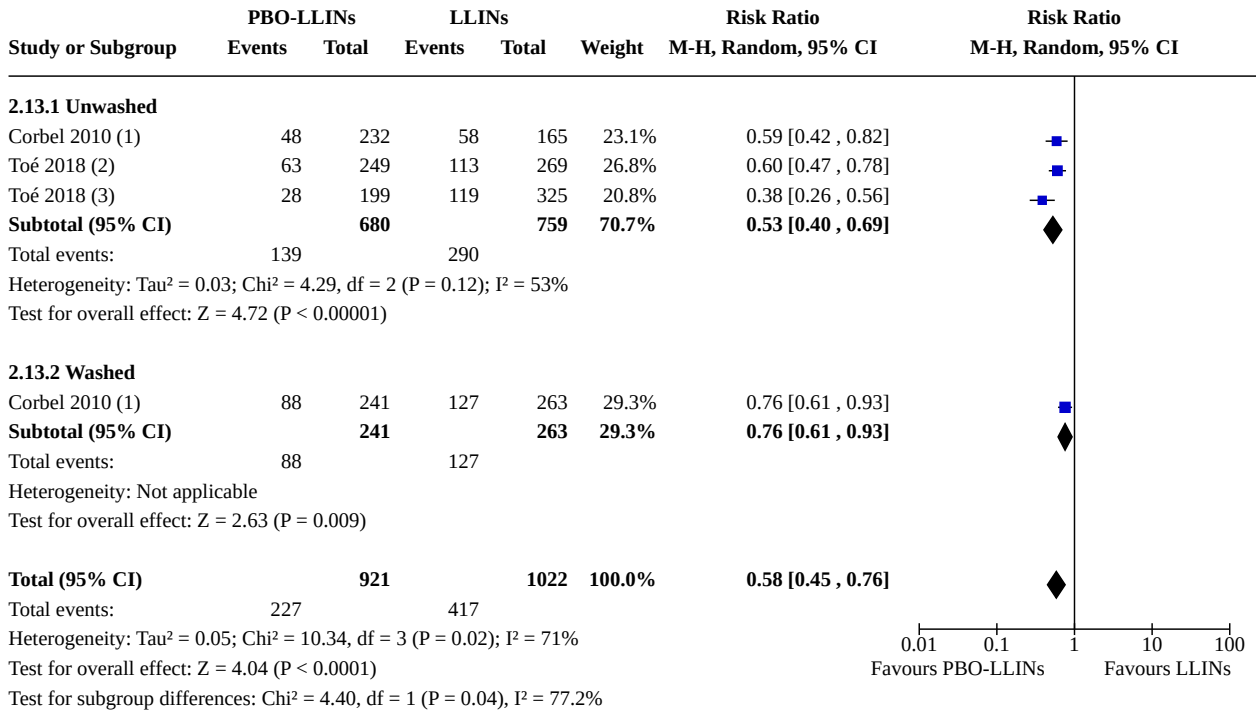 PBO-LLINs LLINs Risk Ratio Risk Ratio
Study or Subgroup Events Total Events Total Weight M-H, Random, 95% CI M-H, Random, 95% CI
2.13.1 Unwashed
Corbel 2010 (1) 48 232 58 165 23.1% 0.59 [0.42 , 0.82]
Toé 2018 (2) 63 249 113 269 26.8% 0.60 [0.47 , 0.78]
Toé 2018 (3) 28 199 119 325 20.8% 0.38 [0.26 , 0.56]
Subtotal (95% CI) 680 759 70.7% 0.53 [0.40 , 0.69]
Total events: 139 290
Heterogeneity: Tau² = 0.03; Chi² = 4.29, df = 2 (P = 0.12); I² = 53%
Test for overall effect: Z = 4.72 (P < 0.00001)
2.13.2 Washed
Corbel 2010 (1) 88 241 127 263 29.3% 0.76 [0.61 , 0.93]
Subtotal (95% CI) 241 263 29.3% 0.76 [0.61 , 0.93]
Total events: 88 127
Heterogeneity: Not applicable
Test for overall effect: Z = 2.63 (P = 0.009)
Total (95% CI) 921 1022 100.0% 0.58 [0.45 , 0.76]
Total events: 227 417
Heterogeneity: Tau² = 0.05; Chi² = 10.34, df = 3 (P = 0.02); I² = 71%
0.01 0.1 1 10 100
Test for overall effect: Z = 4.04 (P < 0.0001)
Favours PBO-LLINs Favours LLINs
Test for subgroup differences: Chi² = 4.40, df = 1 (P = 0.04), I² = 77.2%